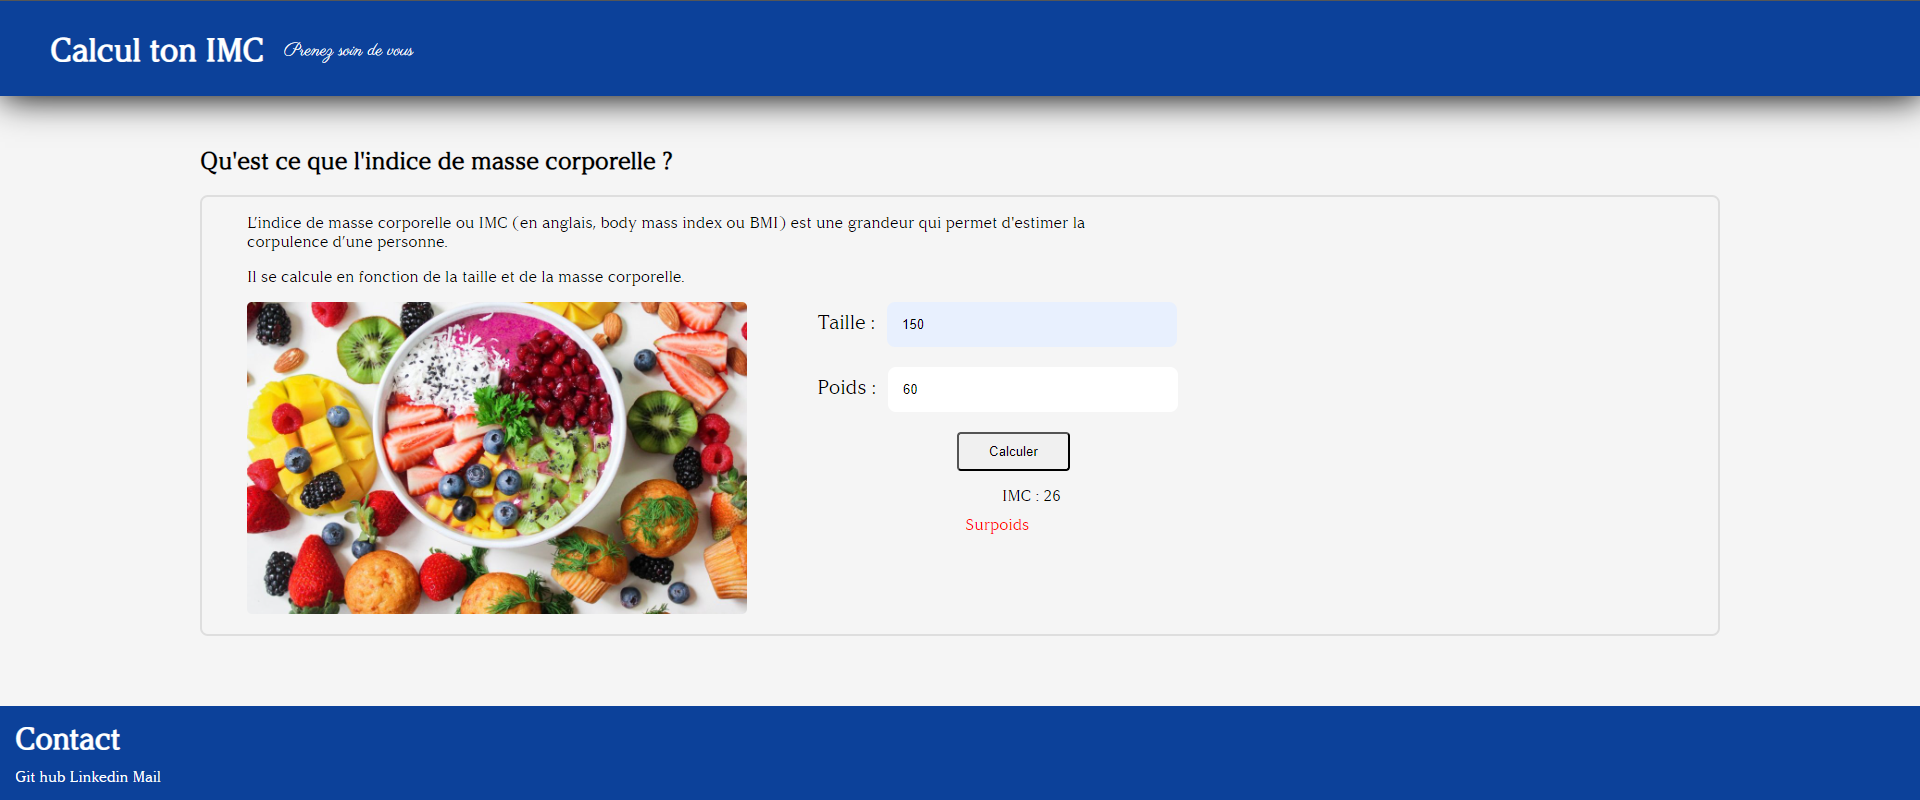 Calcul ton IMC Prenez soin de vous
Qu'est ce que l'indice de masse corporelle ?
L'indice de masse corporelle ou IMC (en anglais, body mass index ou BMI) est une grandeur qui permet d'estimer la
corpulence d'une personne.
Il se calcule en fonction de la taille et de la masse corporelle.
Taille : 150
Poids : 60
Calculer
IMC : 26
Surpoids
Contact
Git hub Linkedin Mail